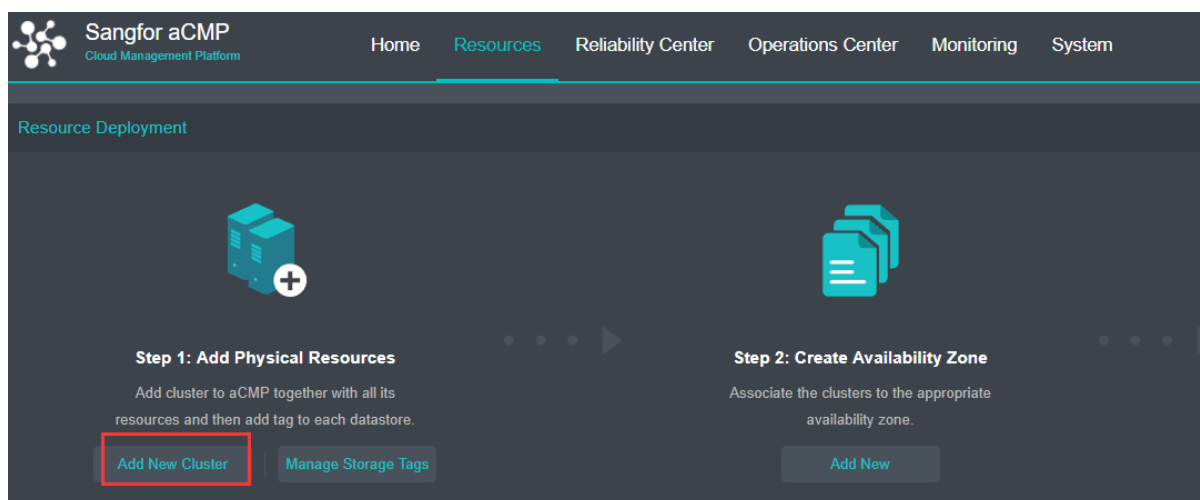 Sangfor aCMP
Cloud Management Platform
Home Resources Reliability Center Operations Center Monitoring System
Resource Deployment
Step 1: Add Physical Resources
Add cluster to aCMP together with all its
resources and then add tag to each datastore.
Add New Cluster Manage Storage Tags
Step 2: Create Availability Zone
Associate the clusters to the appropriate
availability zone.
Add New